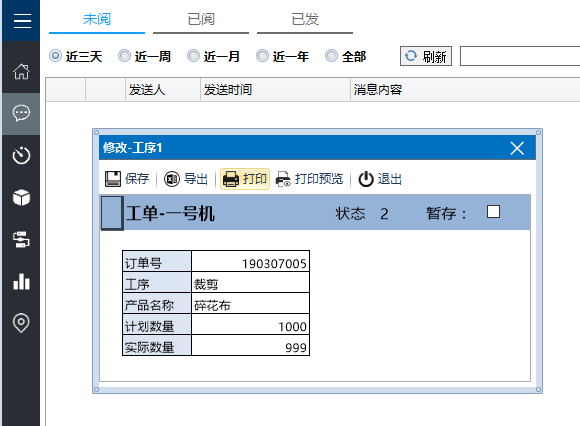 未阅 已阅 已发
近三天 近一周 近一月 近一年 全部 刷新
发送人 发送时间 消息内容
修改-工序1
保存 导出 打印 打印预览 退出
工单-一号机 状态 2 暂存：
订单号 190307005
工序 裁剪
产品名称 碎花布
计划数量 1000
实际数量 999